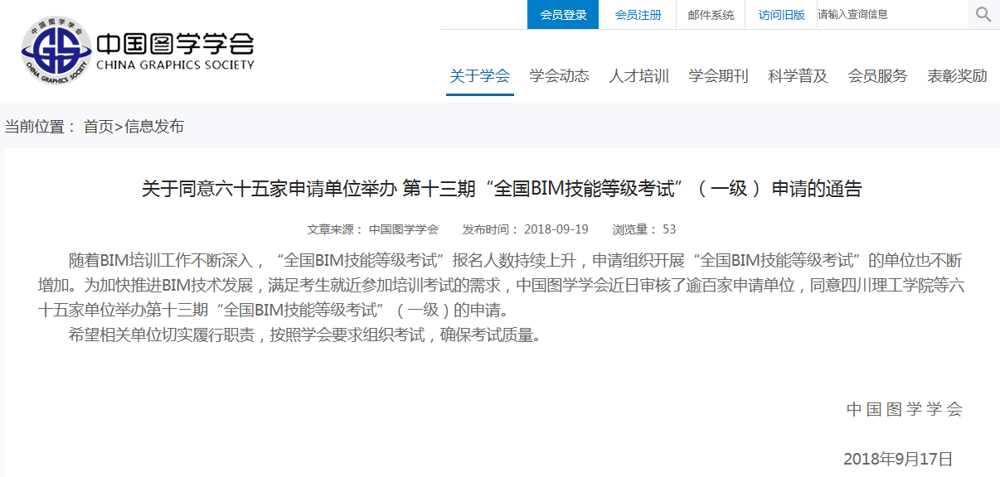 会员登录 会员注册 邮件系统 访问旧版 请输入查询信息
中国图学学会
GS
中国图学学会
CHINA GRAPHICS SOCIETY
CHINA GRAPHICS SOCIETY
关于学会 学会动态 人才培训 学会期刊 科学普及 会员服务 表彰奖励
当前位置： 首页>信息发布
关于同意六十五家申请单位举办 第十三期“全国BIM技能等级考试”（一级） 申请的通告
文章来源： 中国图学学会 发布时间： 2018-09-19 浏览量： 53
随着BIM培训工作不断深入，“全国BIM技能等级考试”报名人数持续上升，申请组织开展“全国BIM技能等级考试”的单位也不断
增加。为加快推进BIM技术发展，满足考生就近参加培训考试的需求，中国图学学会近日审核了逾百家申请单位，同意四川理工学院等六
十五家单位举办第十三期“全国BIM技能等级考试”（一级）的申请。
希望相关单位切实履行职责，按照学会要求组织考试，确保考试质量。
中 国 图 学 学 会
2018年9月17日